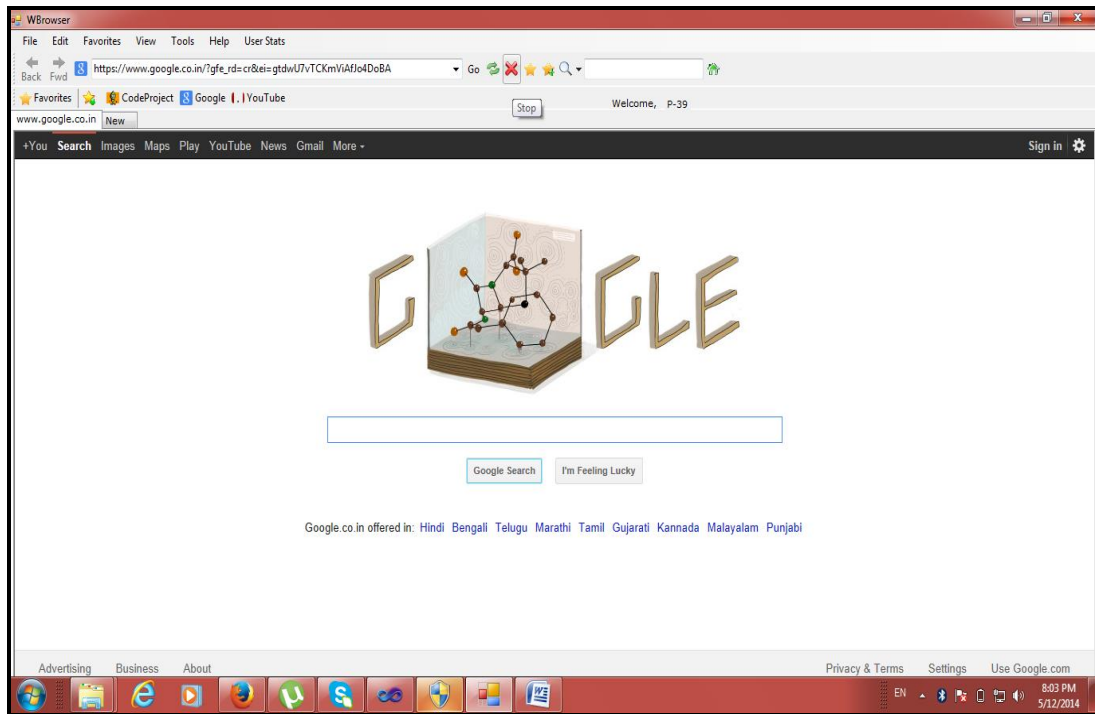 WBrowser
File Edit Favorites View Tools Help User Stats
Back Fwd 8 https://www.google.co.in/?gfe_rd=cr&ei=gtdwU7vTCKmViAfJo4DoBA Go
Favorites CodeProject 8 Google YouTube
Stop
Welcome, P-39
www.google.co.in New
+You Search Images Maps Play YouTube News Gmail More Sign in
G GLE
Google Search I'm Feeling Lucky
Google.co.in offered in: Hindi Bengali Telugu Marathi Tamil Gujarati Kannada Malayalam Punjabi
Advertising Business About Privacy & Terms Settings Use Google.com
EN 8:03 PM
5/12/2014